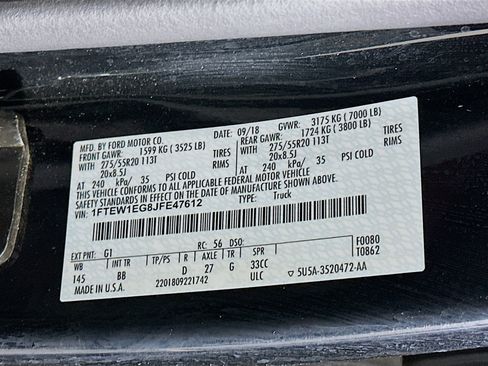 MFD. BY FORD MOTOR CO.
09/18 GVWR: 3175 KG ( 7000 LB)
FRONT GAWR: 1599 KG ( 3525 LB) REAR GAWR: 1724 KG ( 3800 LB)
WITH 275/55R20 113T WITH 275/55R20 113T
20x8.5J 20x8.5J
AT 240 kPa/ 35 PSI COLD AT 240 kPa/ 35 PSI COLD
THIS VEHICLE CONFORMS TO ALL APPLICABLE FEDERAL MOTOR VEHICLE
SAFETY STANDARDS IN EFFECT ON THE DATE OF MANUFACTURE SHOWN ABOVE.
VIN: 1FTEW1EG8JFE47612 TYPE: Truck
EXT PNT: G1 RC: 56 DSO: F0080
WB INT TR TP/PS R AXLE TR SPR T0862
145 BB D 27 G 33CC
MADE IN U.S.A. 2201809221742 ULC 5U5A-3520472-AA